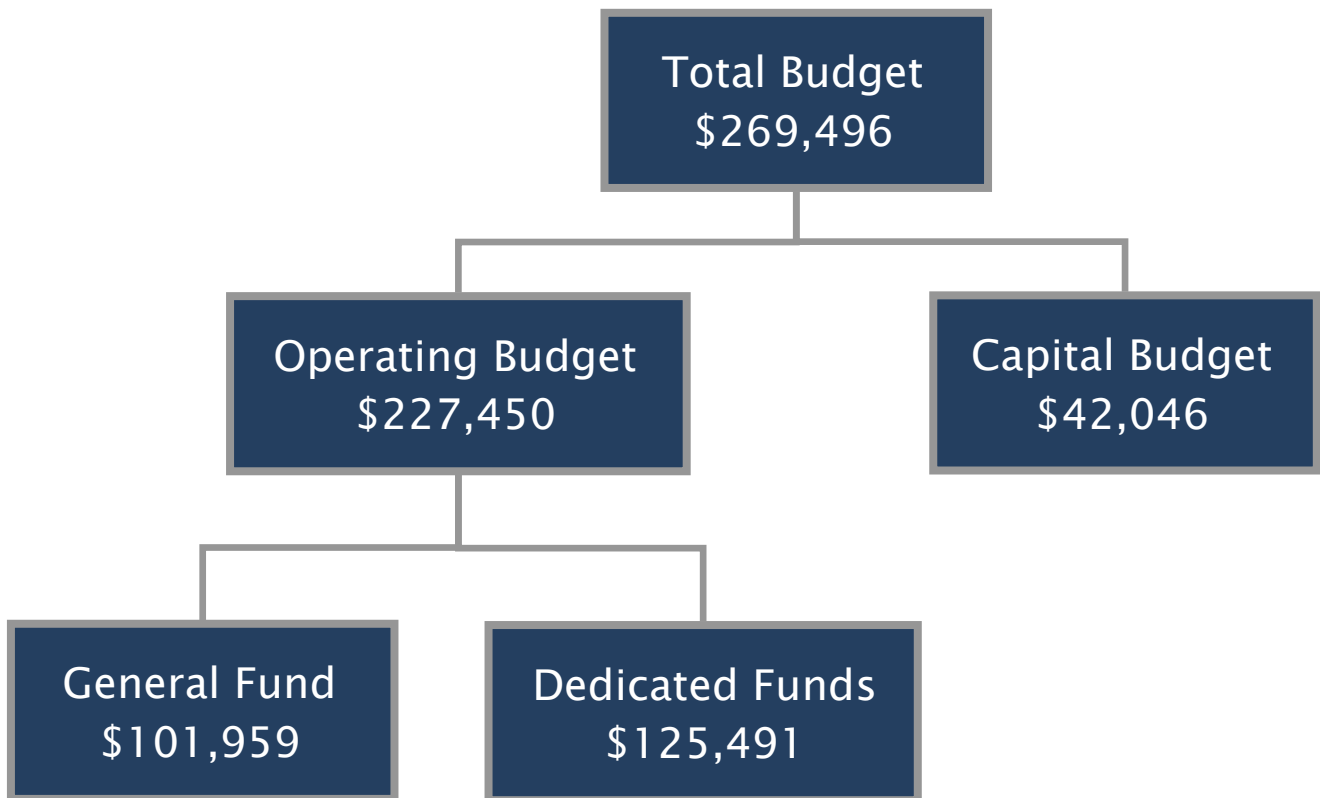 Total Budget
$269,496
Operating Budget
$227,450
Capital Budget
$42,046
General Fund
$101,959
Dedicated Funds
$125,491